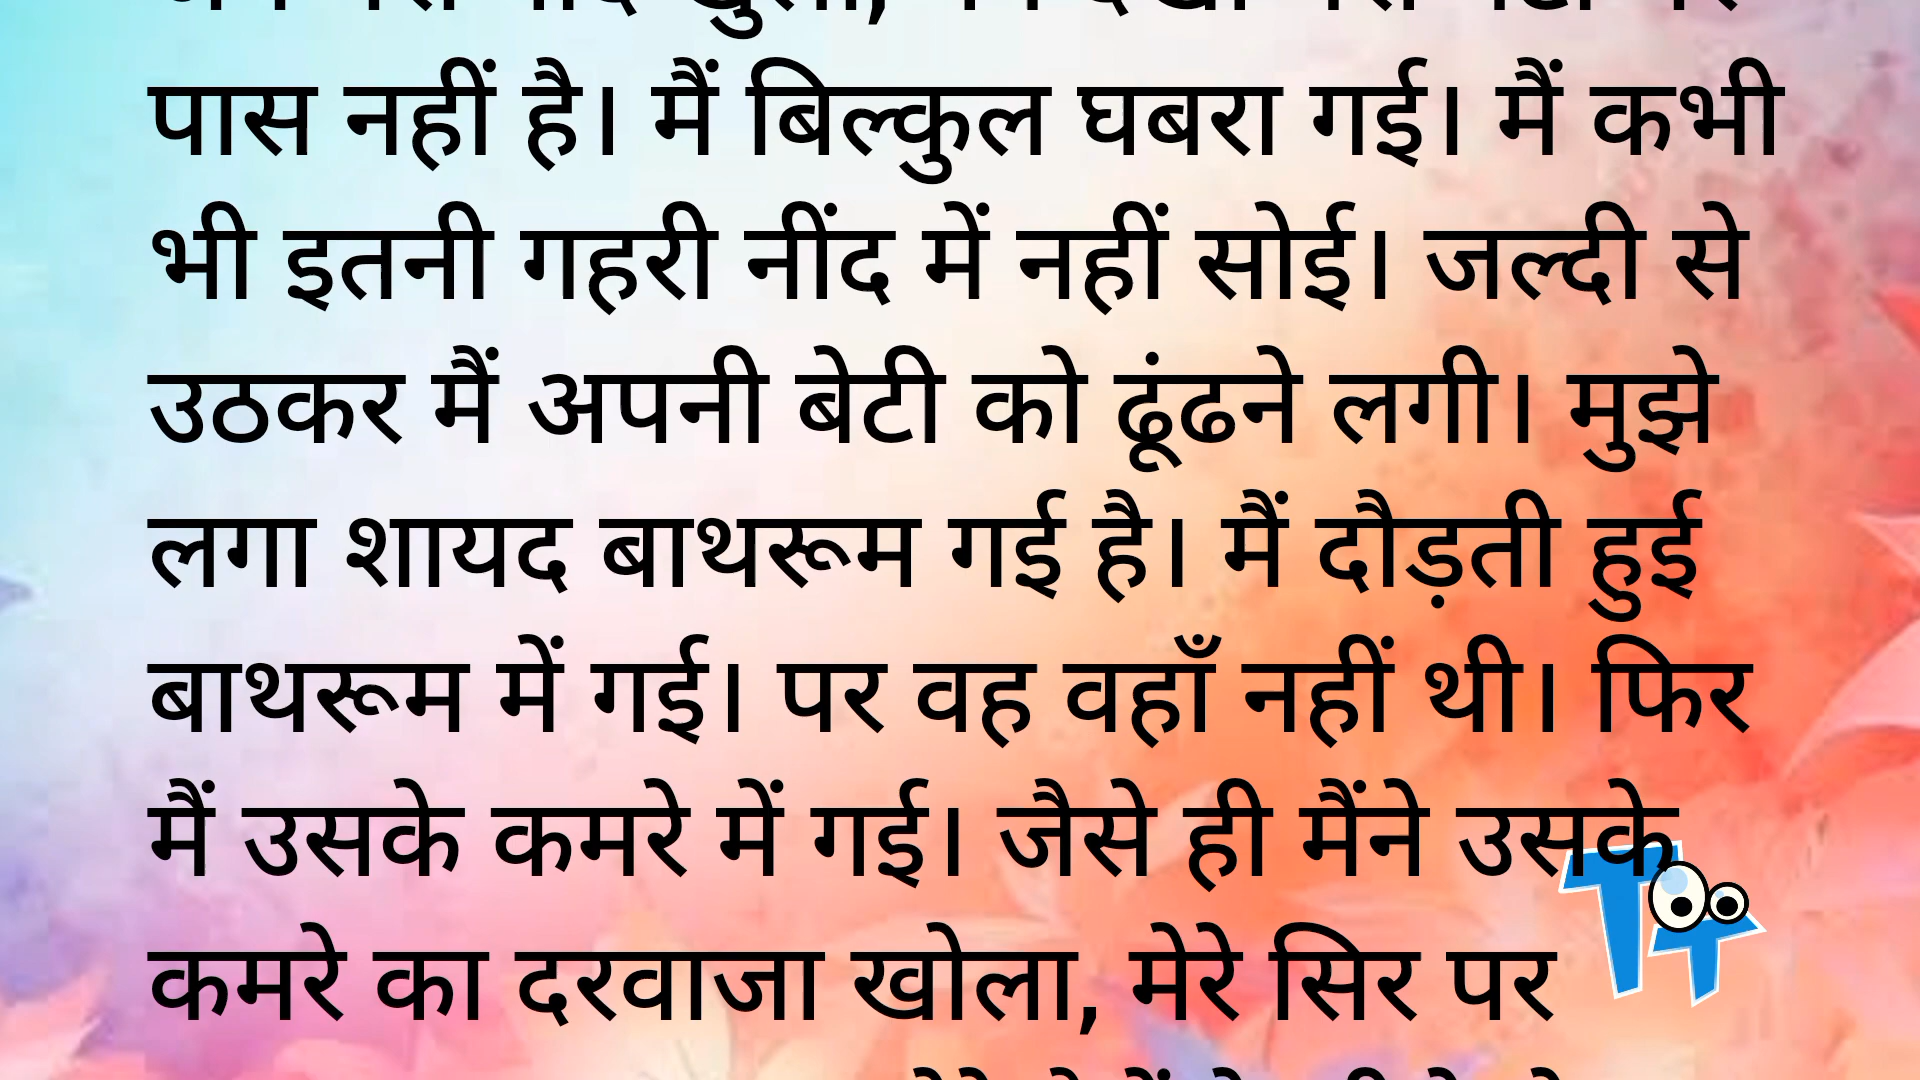 पास नहीं है। मैं बिल्कुल घबरा गई। मैं कभी
भी इतनी गहरी नींद में नहीं सोई। जल्दी से
उठकर मैं अपनी बेटी को ढूंढने लगी। मुझे
लगा शायद बाथरूम गई है। मैं दौड़ती हुई
बाथरूम में गई। पर वह वहाँ नहीं थी। फिर
मैं उसके कमरे में गई। जैसे ही मैंने उसके
कमरे का दरवाजा खोला, मेरे सिर पर